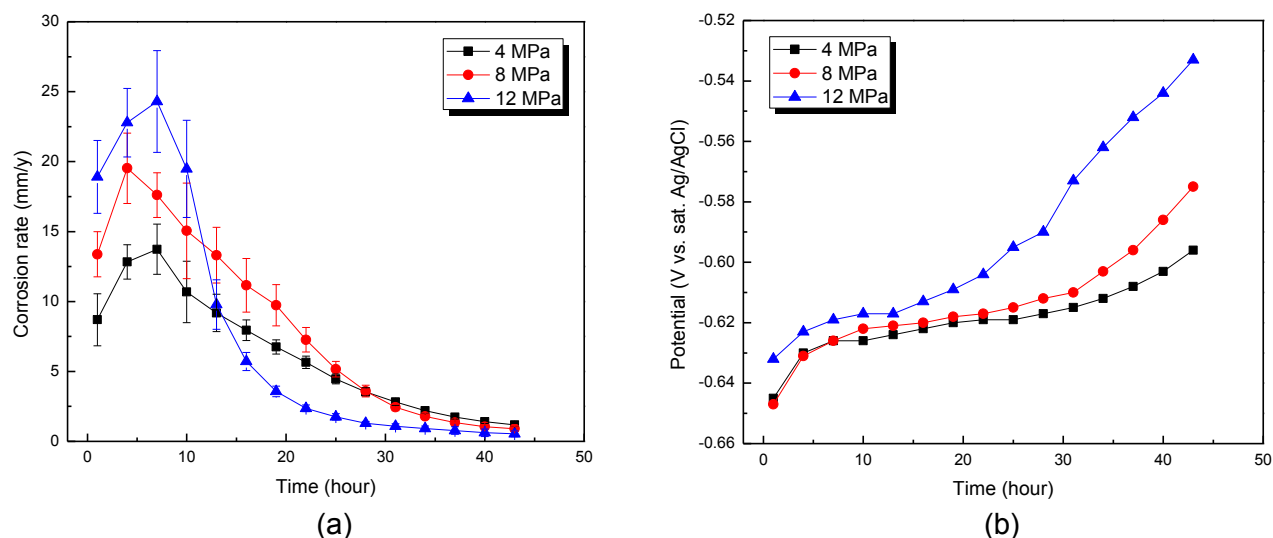 30
25
20
15
10
5
0
Corrosion rate (mm/y)
4 MPa
8 MPa
12 MPa
0 10 20 30 40 50
Time (hour)
(a)
-0.52
-0.54
-0.56
-0.58
-0.60
-0.62
-0.64
-0.66
Potential (V vs. sat. Ag/AgCl)
4 MPa
8 MPa
12 MPa
0 10 20 30 40 50
Time (hour)
(b)